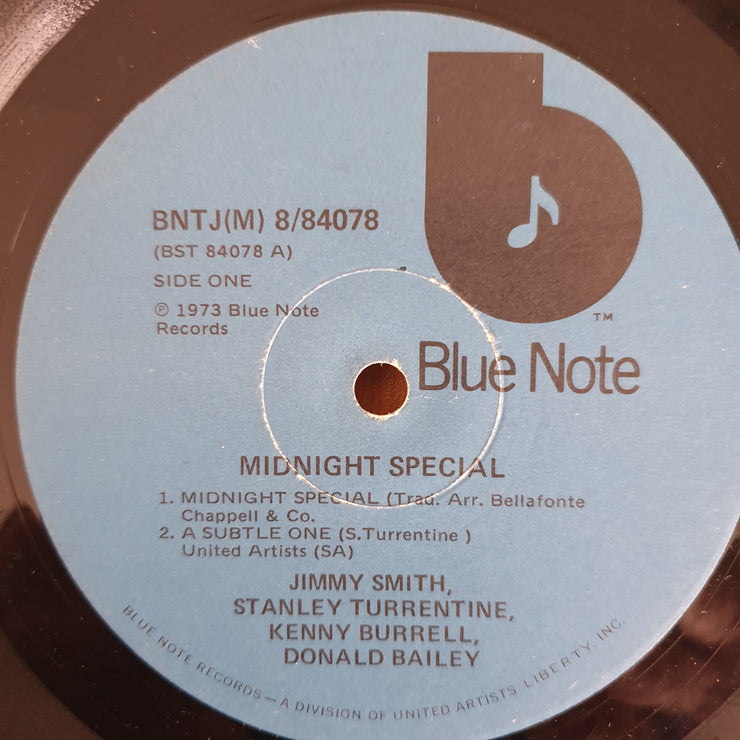 BNTJ(M) 8/84078
(BST 84078 A)
SIDE ONE
℗ 1973 Blue Note
Records
TM
Blue Note
MIDNIGHT SPECIAL
1. MIDNIGHT SPECIAL (Trad. Arr. Bellafonte
Chappell & Co.
2. A SUBTLE ONE (S.Turrentine )
United Artists (SA)
JIMMY SMITH,
STANLEY TURRENTINE,
KENNY BURRELL,
DONALD BAILEY
BLUE NOTE RECORDS — A DIVISION OF UNITED ARTISTS LIBERTY, INC.